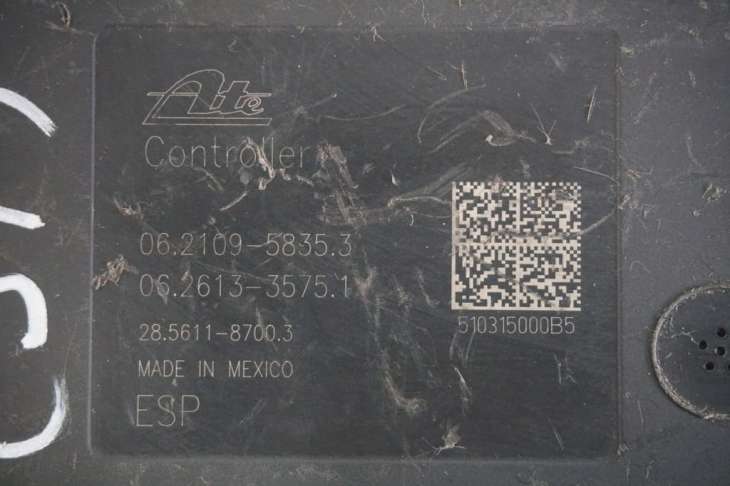 Ate
Controller
06.2109-5835.3
06.2613-3575.1
28.5611-8700.3
MADE IN MEXICO
ESP
510315000B5